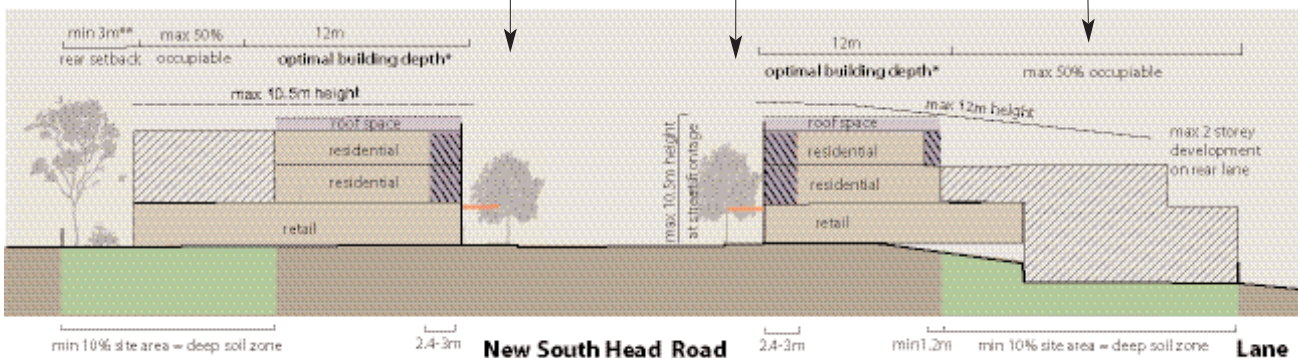 min 3m**
rear setback
max 50%
occupiable
12m
optimal building depth*
12m
optimal building depth*
max 50% occupiable
max 10.5m height
max 12m height
roof space
residential
residential
retail
max 10.5m height
at street frontage
roof space
residential
residential
retail
max 2 storey
development
on rear lane
min 10% site area = deep soil zone
2.4-3m
New South Head Road
2.4-3m
min1.2m
min 10% site area = deep soil zone
Lane